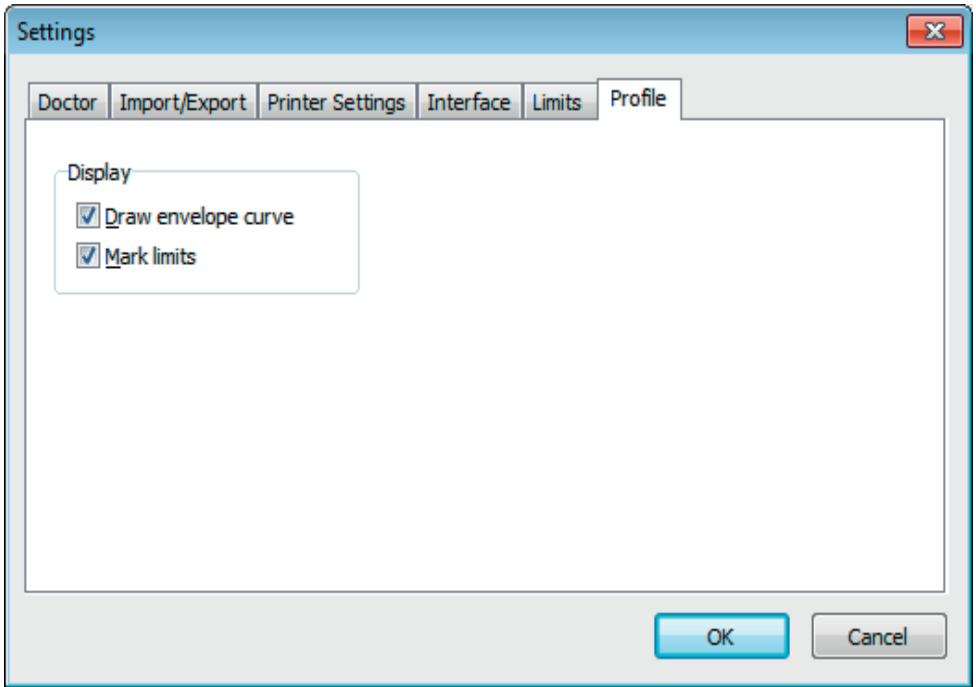 Settings
Doctor Import/Export Printer Settings Interface Limits Profile
Display
Draw envelope curve
Mark limits
OK Cancel